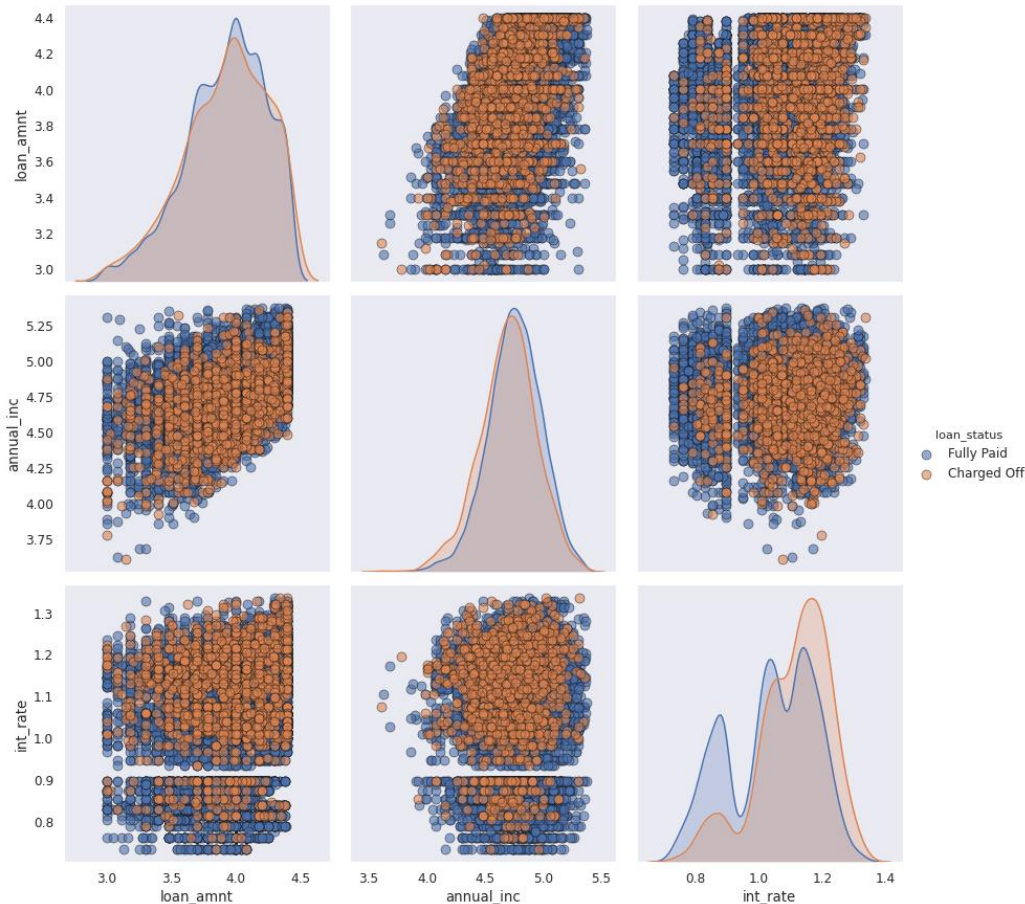 4.4
4.2
4.0
3.8
3.6
3.4
3.2
3.0
loan_amnt
5.25
5.00
4.75
4.50
4.25
4.00
3.75
annual_inc
loan_status
Fully Paid
Charged Off
1.3
1.2
1.1
1.0
0.9
0.8
int_rate
3.0 3.5 4.0 4.5 3.5 4.0 4.5 5.0 5.5 0.8 1.0 1.2 1.4
loan_amnt annual_inc int_rate